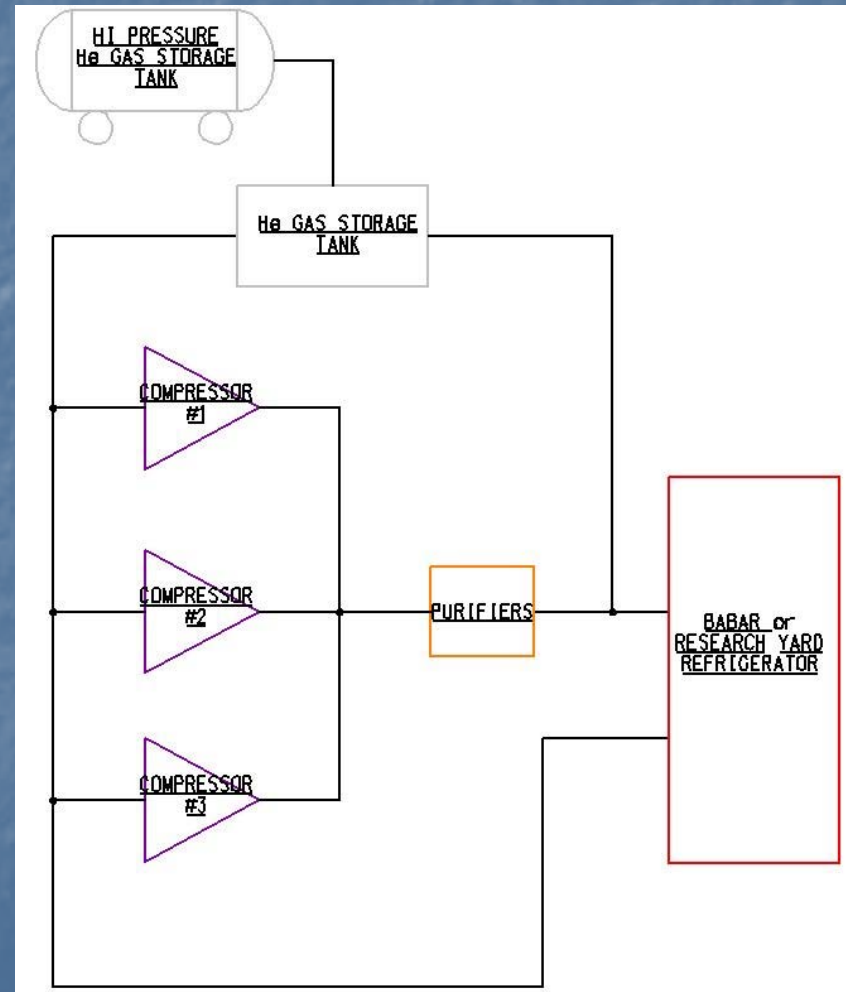 HI PRESSURE
He GAS STORAGE
TANK
He GAS STORAGE
TANK
COMPRESSOR
#1
COMPRESSOR
#2
PURIFIERS
BABAR or
RESEARCH YARD
REFRIGERATOR
COMPRESSOR
#3